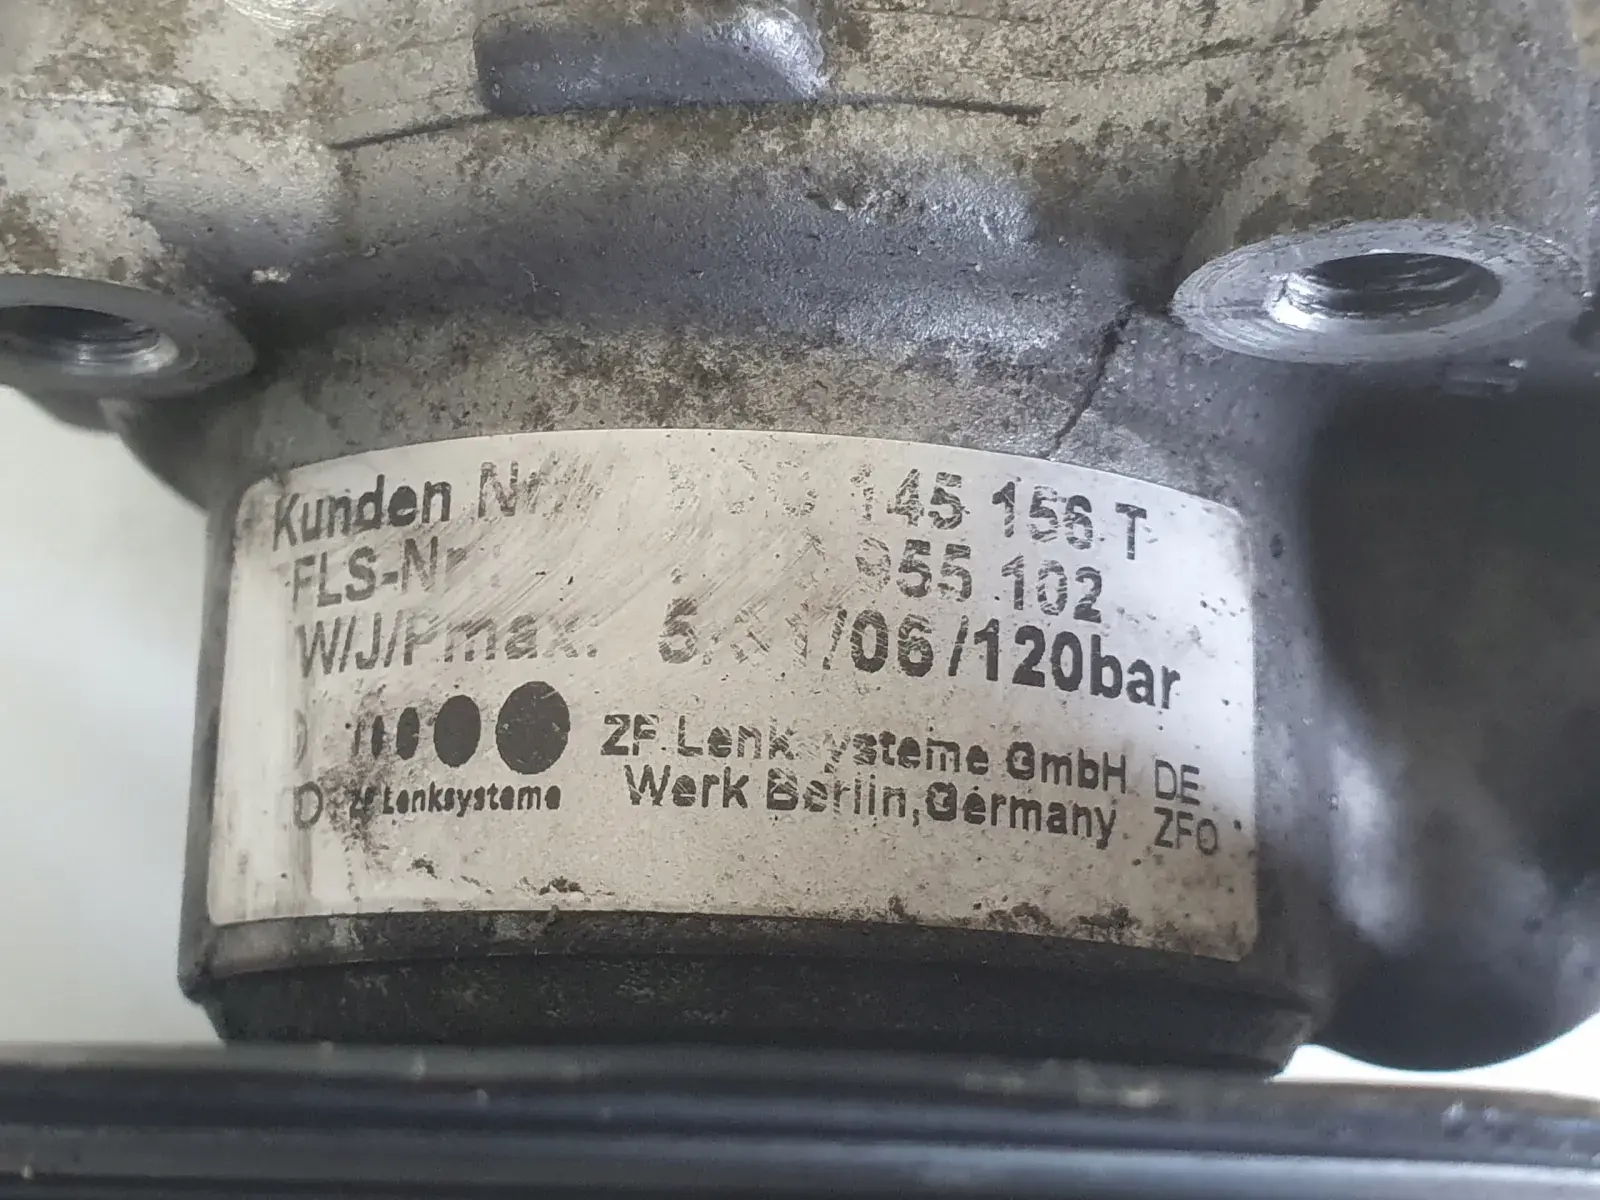 Kunden Nr. 145 156 T
FLS-Nr. 955 102
W/J/Pmax. /06/120bar
ZF Lenksysteme GmbH DE
ZF Lenksysteme Werk Berlin,Germany ZFO